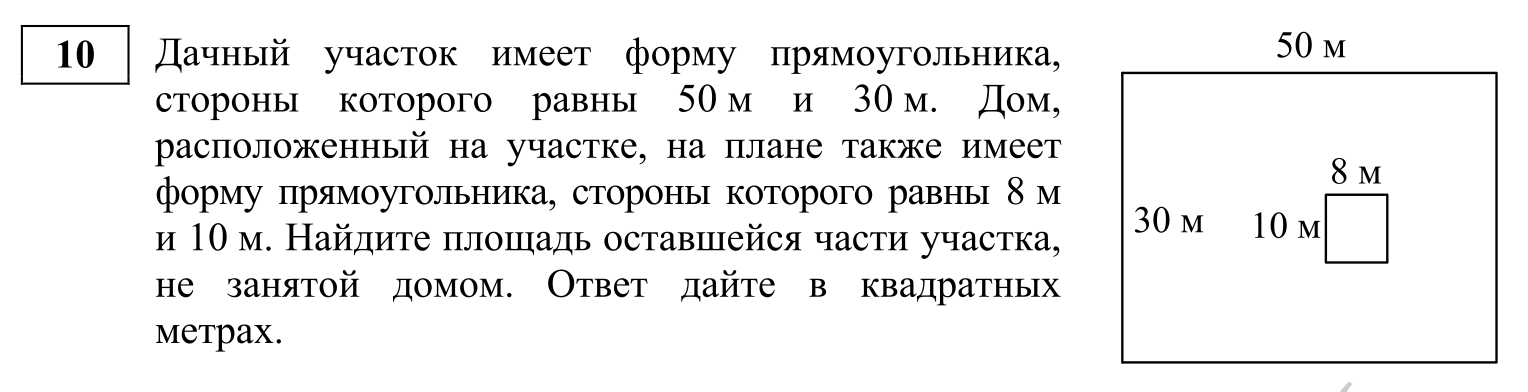 10
Дачный участок имеет форму прямоугольника,
стороны которого равны 50 м и 30 м. Дом,
расположенный на участке, на плане также имеет
форму прямоугольника, стороны которого равны 8 м
и 10 м. Найдите площадь оставшейся части участка,
не занятой домом. Ответ дайте в квадратных
метрах.
50 м
8 м
30 м
10 м